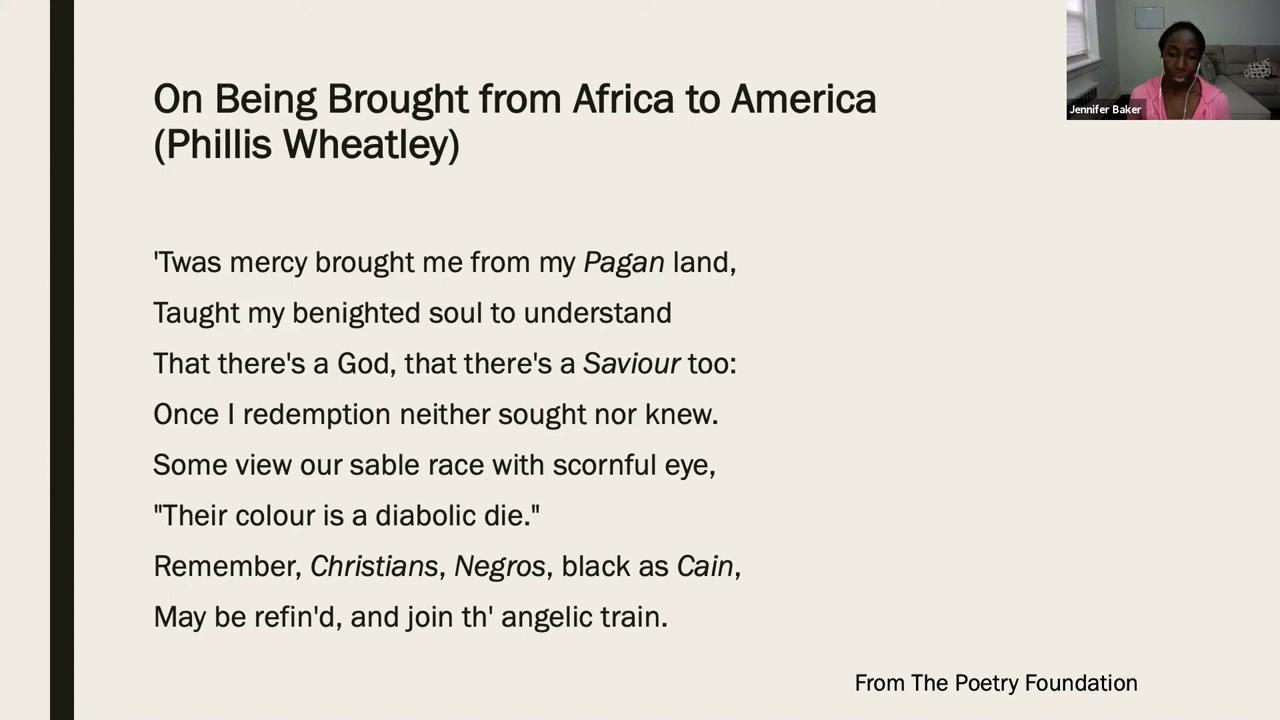 On Being Brought from Africa to America
(Phillis Wheatley)
Jennifer Baker
'Twas mercy brought me from my Pagan land,
Taught my benighted soul to understand
That there's a God, that there's a Saviour too:
Once I redemption neither sought nor knew.
Some view our sable race with scornful eye,
"Their colour is a diabolic die."
Remember, Christians, Negros, black as Cain,
May be refin'd, and join th' angelic train.
From The Poetry Foundation